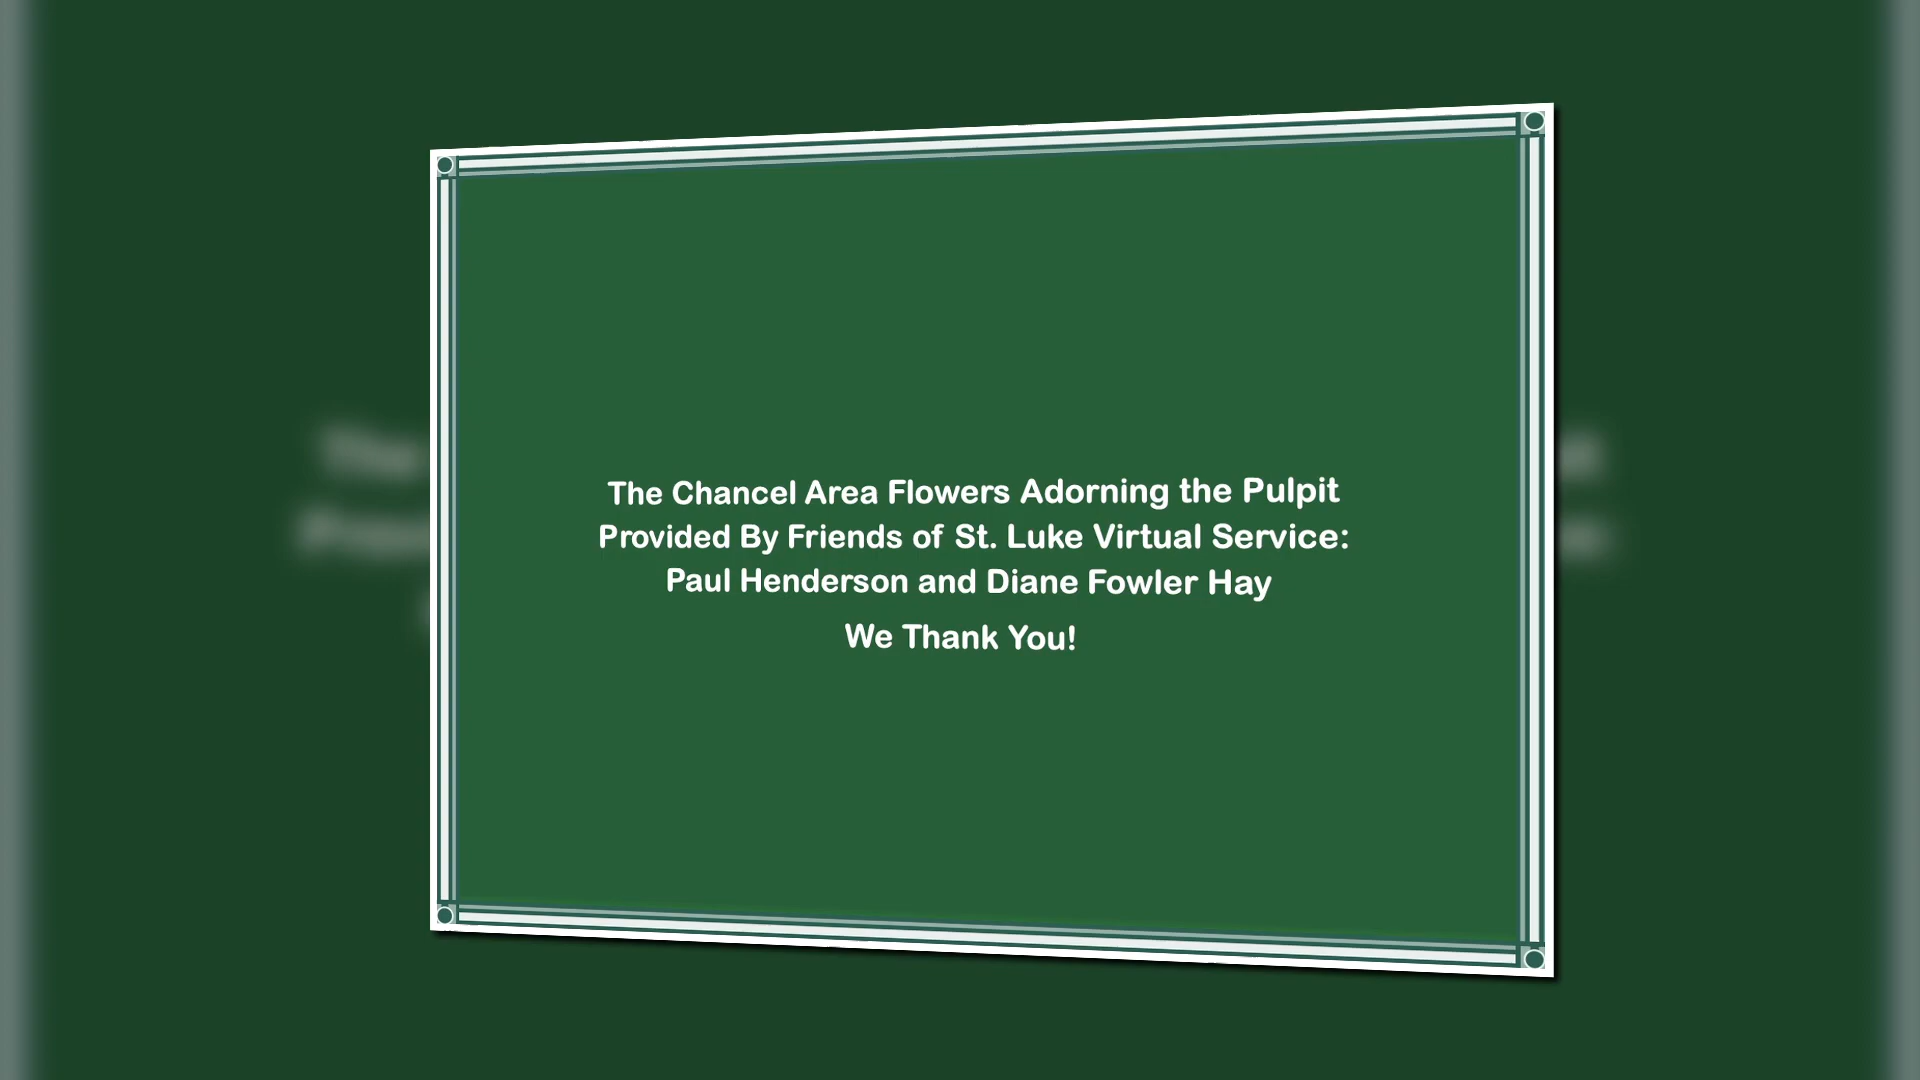 The Chancel Area Flowers Adorning the Pulpit
Provided By Friends of St. Luke Virtual Service:
Paul Henderson and Diane Fowler Hay
We Thank You!